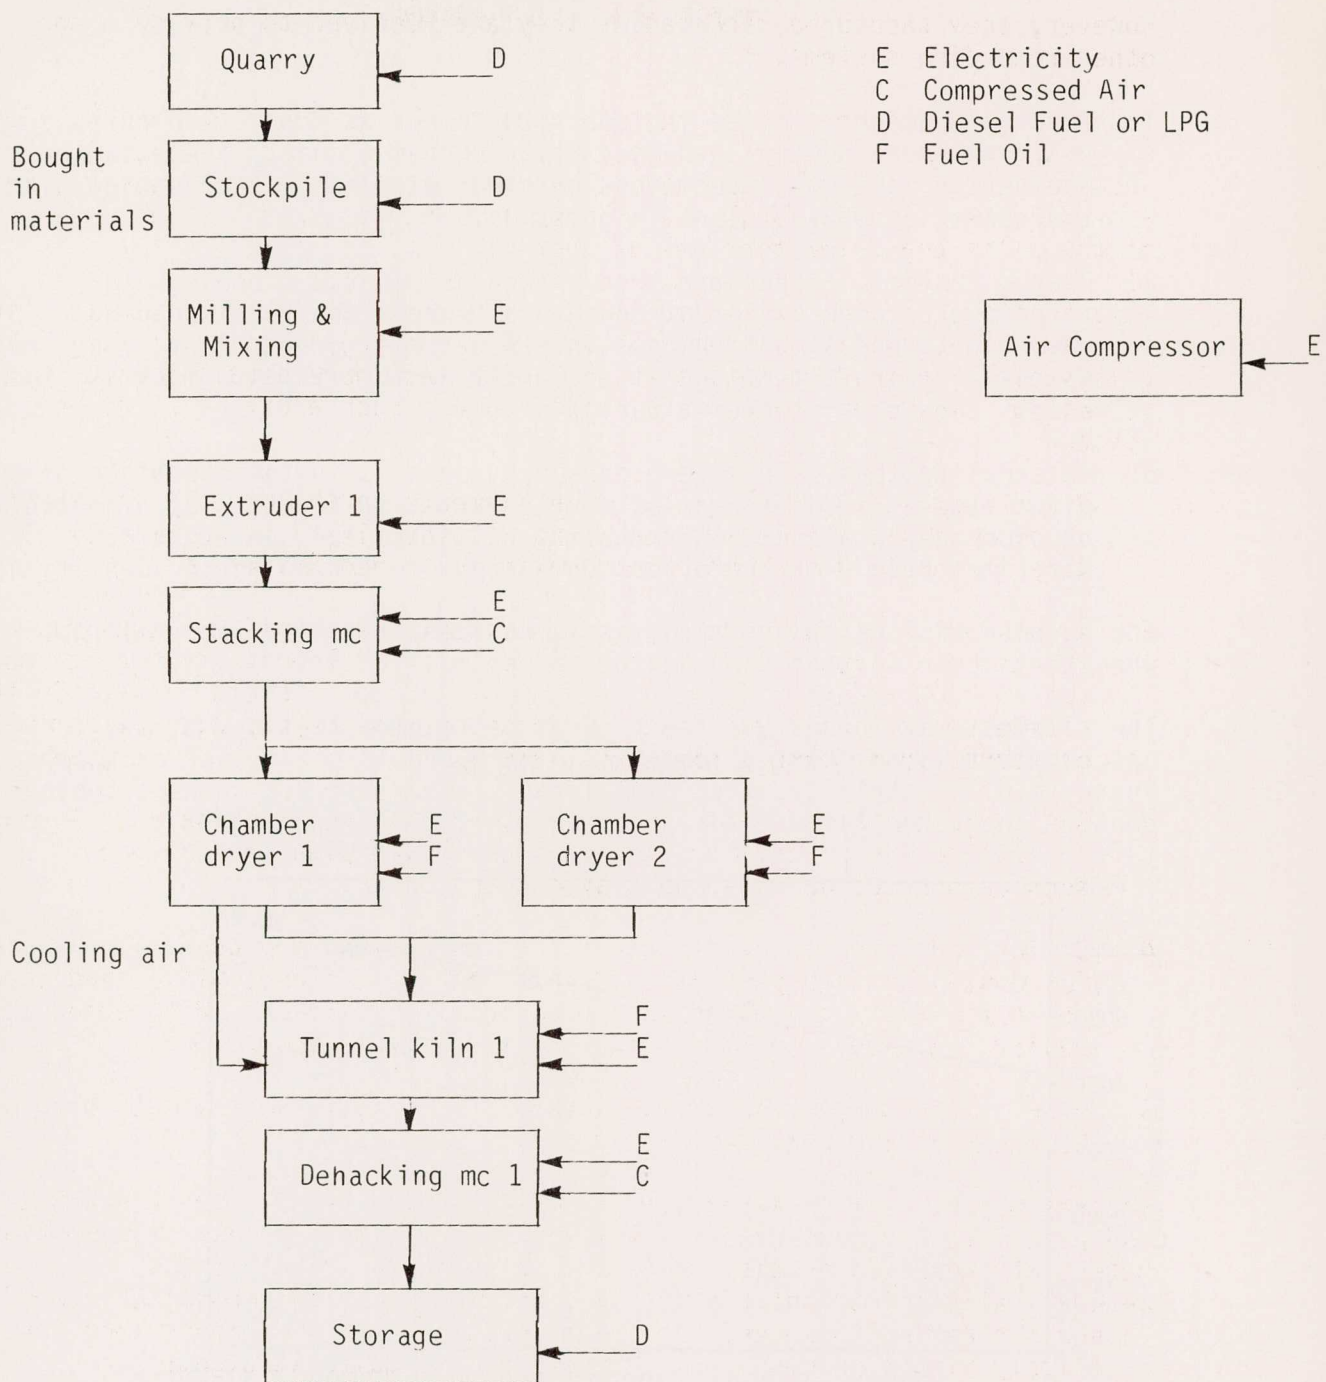 Quarry
D
E Electricity
C Compressed Air
D Diesel Fuel or LPG
F Fuel Oil
Bought
in
materials
Stockpile
D
Milling &
Mixing
E
Air Compressor
E
Extruder 1
E
Stacking mc
E
C
Chamber
dryer 1
E
F
Chamber
dryer 2
E
F
Cooling air
Tunnel kiln 1
F
E
Dehacking mc 1
E
C
Storage
D